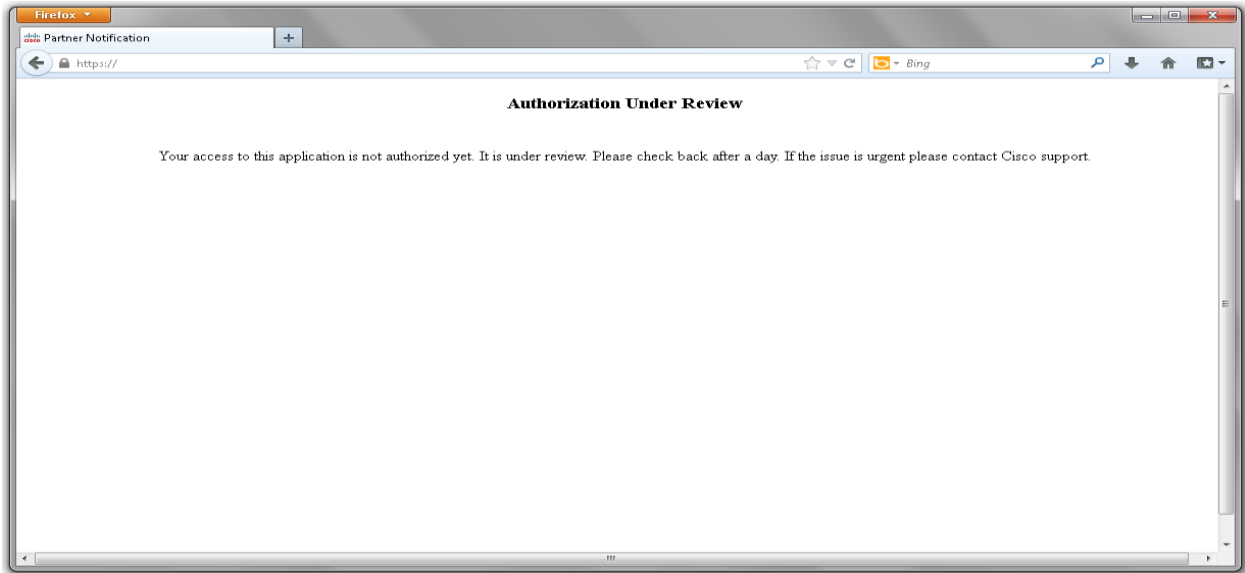 Firefox
cisco Partner Notification
https://
Bing
Authorization Under Review
Your access to this application is not authorized yet. It is under review. Please check back after a day. If the issue is urgent please contact Cisco support.